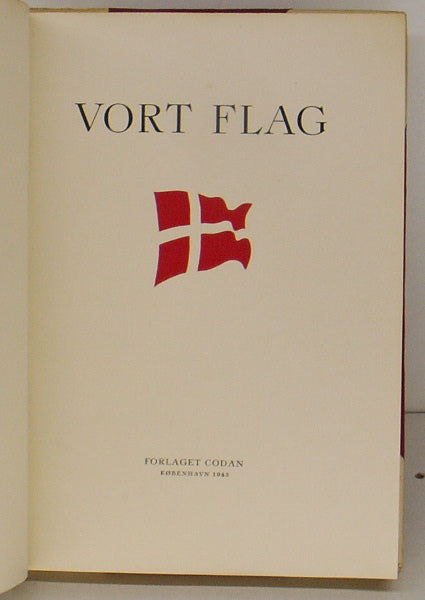 VORT FLAG
FORLAGET CODAN
KØBENHAVN 1943